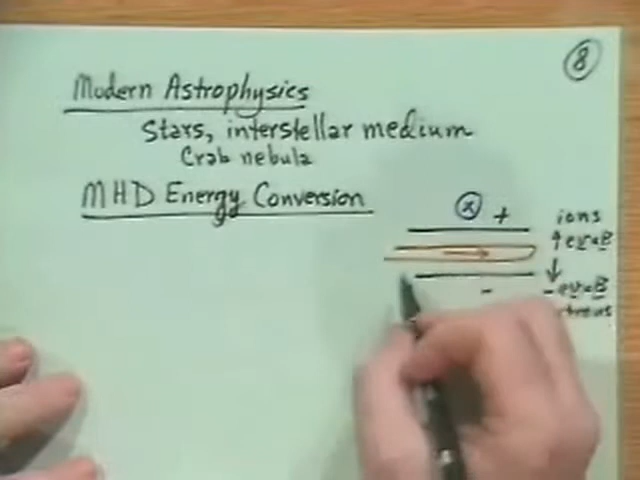 8
Modern Astrophysics
Stars, interstellar medium
Crab nebula
MHD Energy Conversion
ⓧ + ions
↑ev×B
↓
- -ev×B